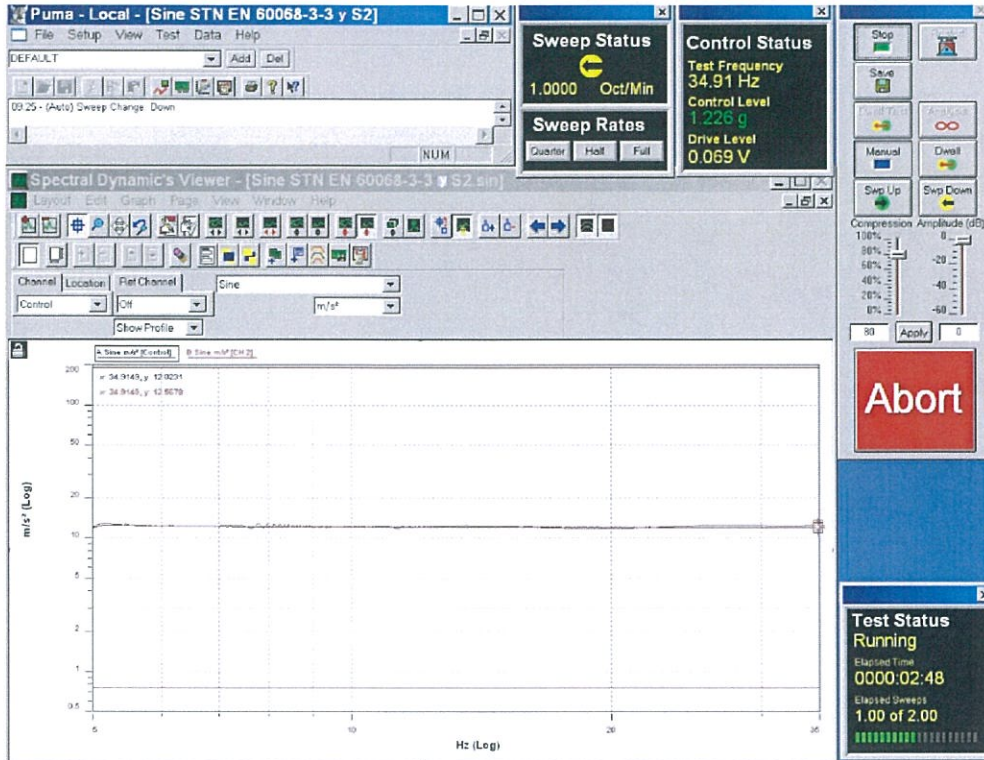 Puma - Local - [Sine STN EN 60068-3-3 y S2]
File Setup View Test Data Help
DEFAULT
Add Del
09:25 - (Auto) Sweep Change Down
NUM
Sweep Status
1.0000 Oct/Min
Sweep Rates
Quarter Half Full
Control Status
Test Frequency
34.91 Hz
Control Level
1.226 g
Drive Level
0.069 V
Stop
Save
Manual
Dwell
Swp Up
Swp Down
Compression Amplitude (dB)
100%
80%
60%
40%
20%
0%
0
-20
-40
-60
80 Apply 0
Abort
Spectral Dynamic's Viewer - [Sine STN EN 60068-3-3 y S2.sin]
Layout Edit Graph Page View Window Help
Channel Location Ref Channel Sine
Control Off m/s²
Show Profile
A: Sine m/s² [Control] B: Sine m/s² [CH 2]
x: 34.9149, y: 12.0231
200
100
50
20
10
5
2
1
0.5
m/s² (Log)
5 10 20 35
Hz (Log)
Test Status
Running
Elapsed Time
0000:02:48
Elapsed Sweeps
1.00 of 2.00